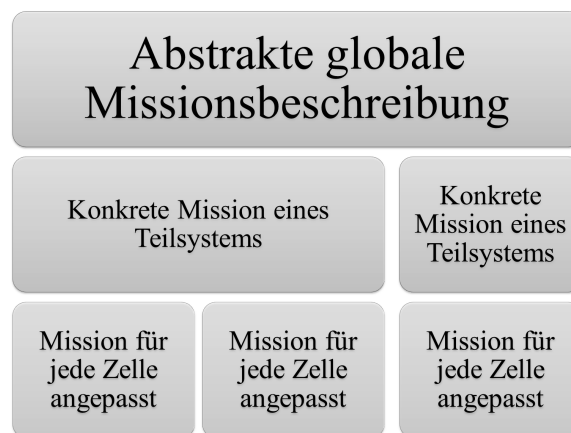 Abstrakte globale
Missionsbeschreibung
Konkrete Mission eines
Teilsystems
Konkrete
Mission eines
Teilsystems
Mission für
jede Zelle
angepasst
Mission für
jede Zelle
angepasst
Mission für
jede Zelle
angepasst